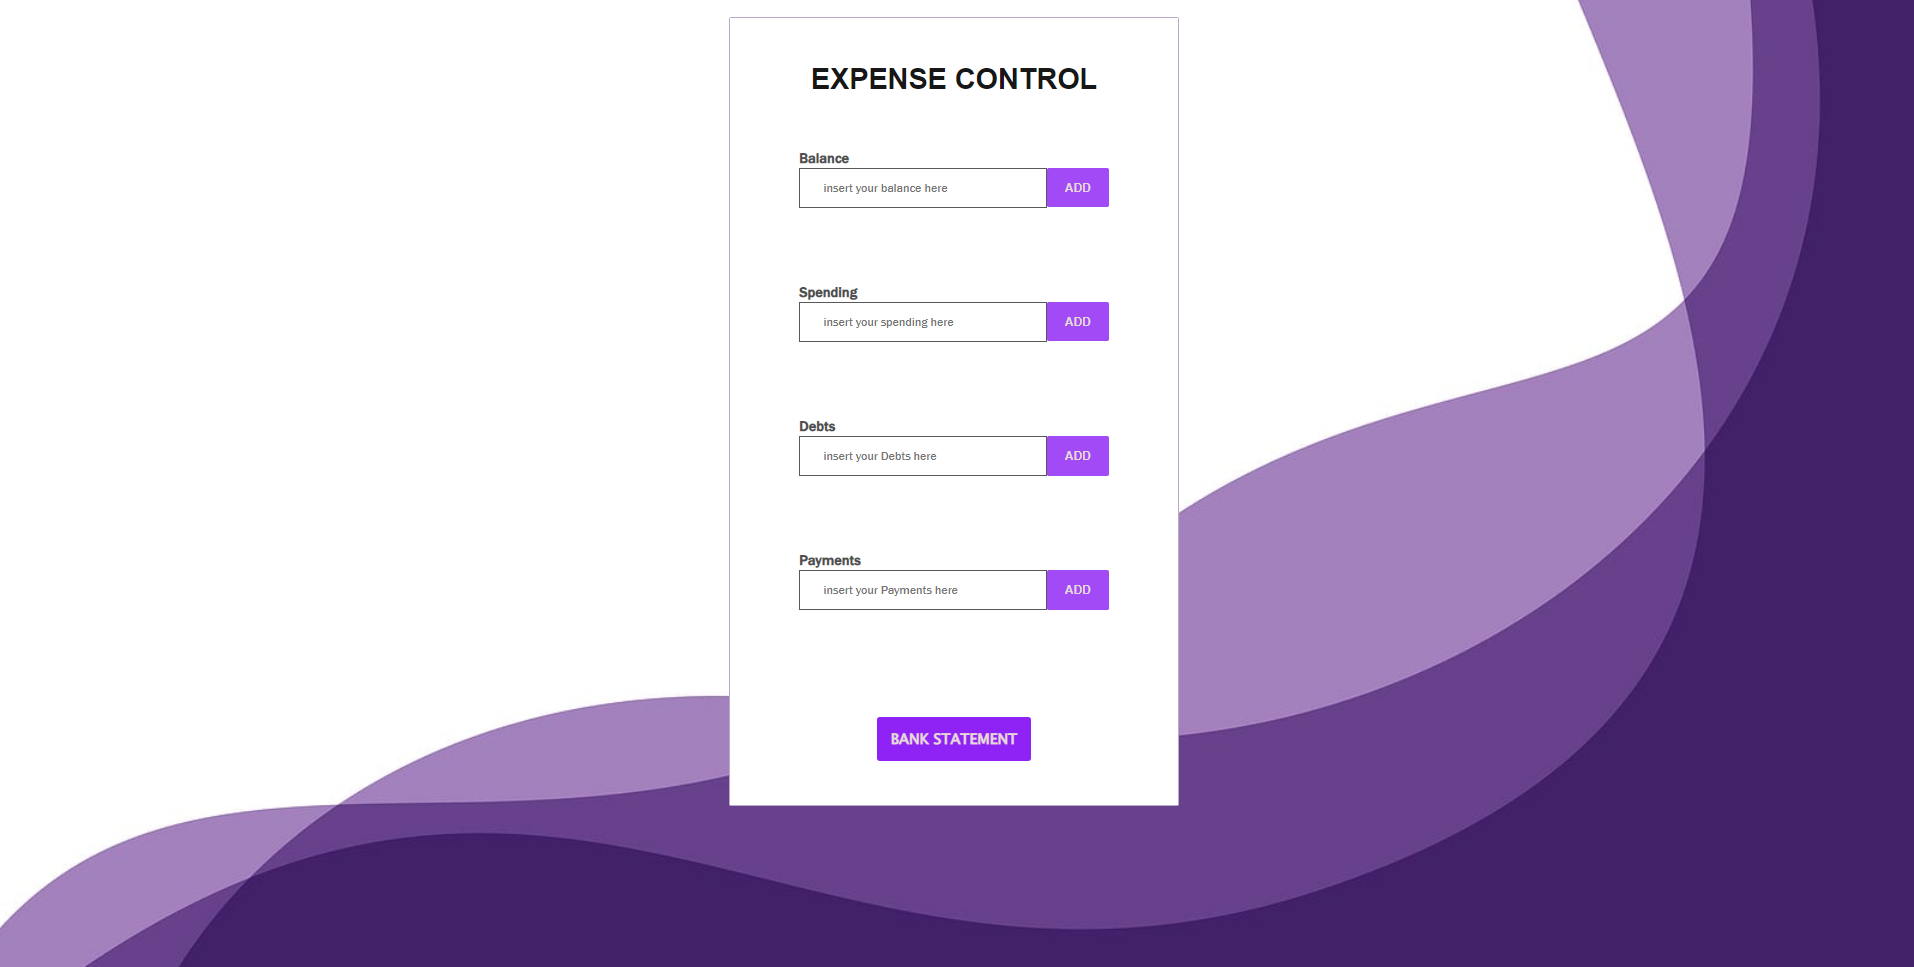 EXPENSE CONTROL
Balance
insert your balance here
ADD
Spending
insert your spending here
ADD
Debts
insert your Debts here
ADD
Payments
insert your Payments here
ADD
BANK STATEMENT